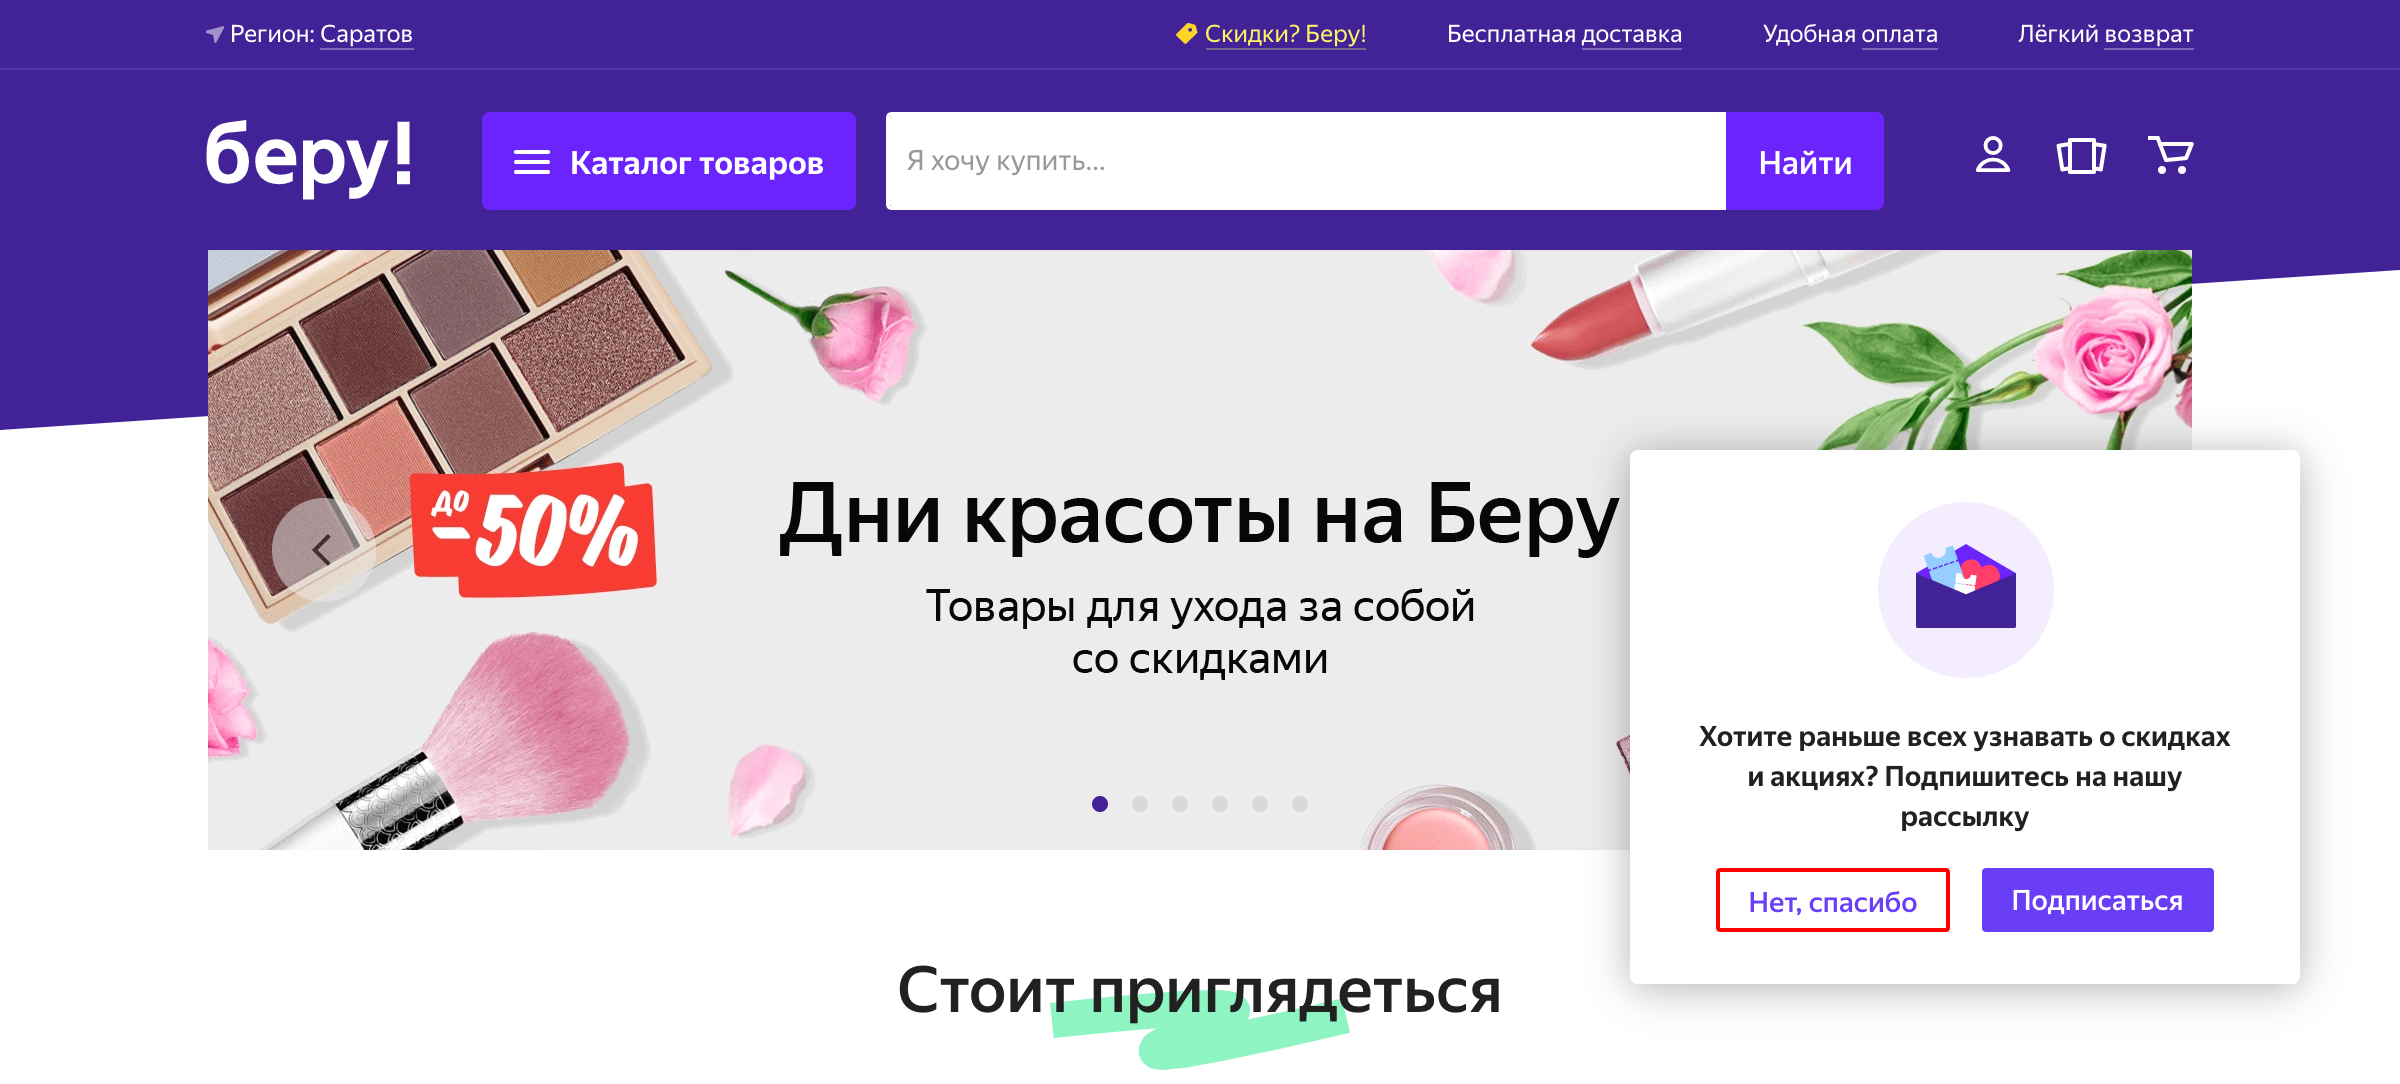 Регион: Саратов
Скидки? Беру!
Бесплатная доставка
Удобная оплата
Лёгкий возврат
беру!
Каталог товаров
Я хочу купить...
Найти
до
-50%
Дни красоты на Беру
Товары для ухода за собой
со скидками
Хотите раньше всех узнавать о скидках
и акциях? Подпишитесь на нашу
рассылку
Нет, спасибо
Подписаться
Стоит приглядеться